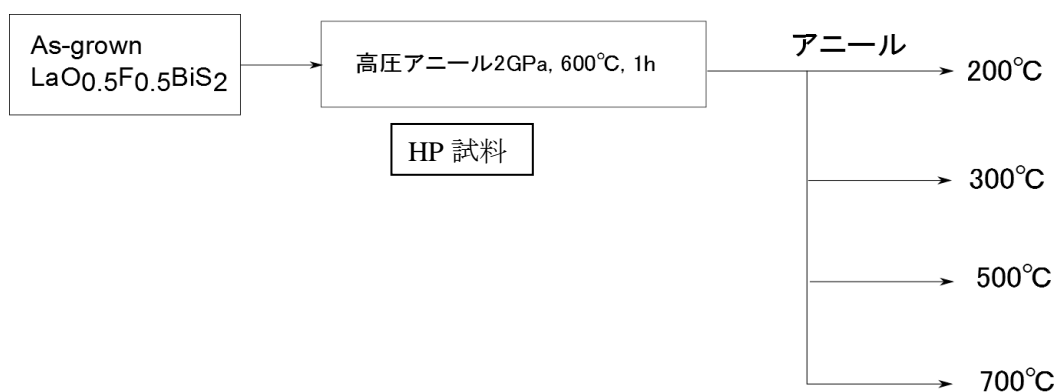 As-grown
LaO0.5F0.5BiS2
高圧アニール2GPa, 600℃, 1h
HP 試料
アニール
200℃
300℃
500℃
700℃